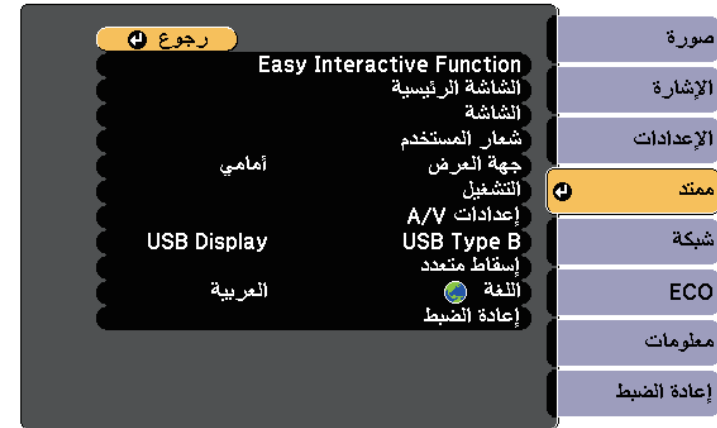 صورة
الإشارة
الإعدادات
ممتد
شبكة
ECO
معلومات
إعادة الضبط
رجوع
Easy Interactive Function
الشاشة الرئيسية
الشاشة
شعار المستخدم
جهة العرض أمامي
التشغيل
إعدادات A/V
USB Type B USB Display
إسقاط متعدد
اللغة العربية
إعادة الضبط